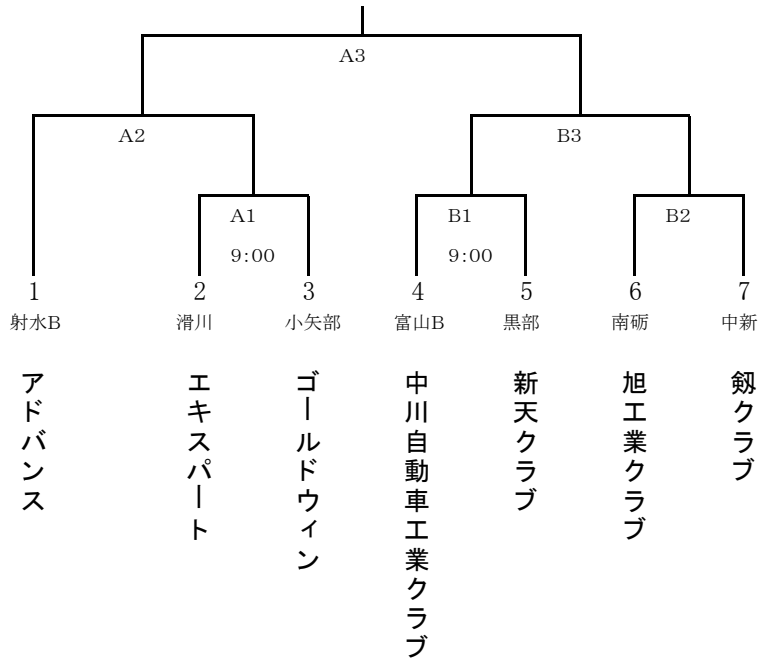 A3
A2
B3
A1
B1
B2
9:00
9:00
1
2
3
4
5
6
7
射水B
滑川
小矢部
富山B
黒部
南砺
中新
アドバンス
エキスパート
ゴールドウィン
中川自動車工業クラブ
新天クラブ
旭工業クラブ
剱クラブ